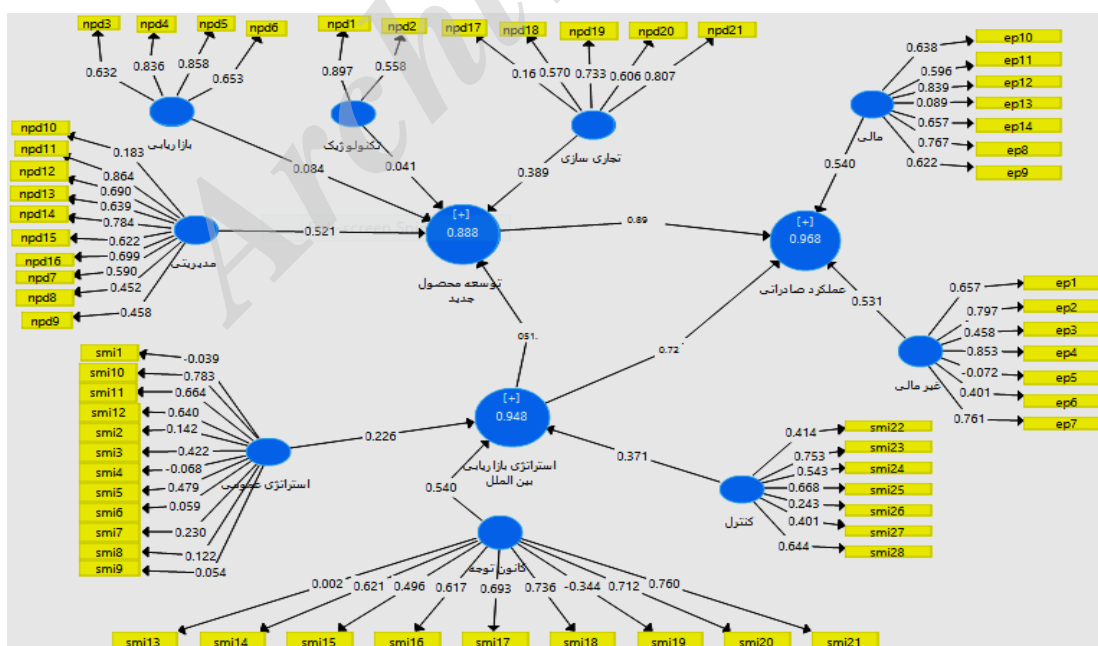 npd3
npd4
npd5
npd6
npd1
npd2
npd17
npd18
npd19
npd20
npd21
0.632
0.836
0.858
0.653
0.897
0.558
0.16
0.570
0.733
0.606
0.807
بازاریابی
تکنولوژیک
تجاری سازی
ep10
ep11
ep12
ep13
ep14
ep8
ep9
0.638
0.596
0.839
0.089
0.657
0.767
0.622
مالی
npd10
npd11
npd12
npd13
npd14
npd15
npd16
npd7
npd8
npd9
0.183
0.864
0.690
0.639
0.784
0.622
0.699
0.590
0.452
0.458
مدیریتی
0.084
0.041
0.389
0.521
0.540
[+]
0.888
توسعه محصول
جدید
0.89
[+]
0.968
عملکرد صادراتی
0.531
ep1
ep2
ep3
ep4
ep5
ep6
ep7
0.657
0.797
0.458
0.853
-0.072
0.401
0.761
غیر مالی
051.
0.72
smi1
smi10
smi11
smi12
smi2
smi3
smi4
smi5
smi6
smi7
smi8
smi9
-0.039
0.783
0.664
0.640
0.142
0.422
-0.068
0.479
0.059
0.230
0.122
0.054
استراتژی عمومی
0.226
[+]
0.948
استراتژی بازاریابی
بین الملل
0.371
0.540
smi22
smi23
smi24
smi25
smi26
smi27
smi28
0.414
0.753
0.543
0.668
0.243
0.401
0.644
کنترل
کانون توجه
0.002
0.621
0.496
0.617
0.693
0.736
-0.344
0.712
0.760
smi13
smi14
smi15
smi16
smi17
smi18
smi19
smi20
smi21